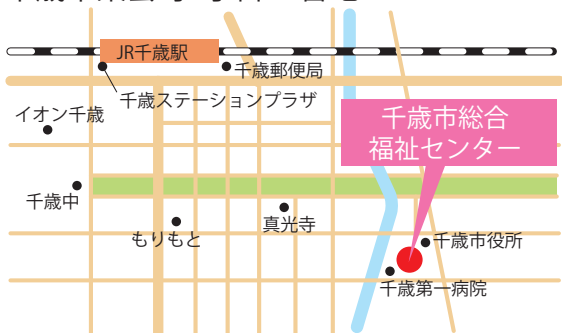 JR千歳駅
千歳郵便局
千歳ステーションプラザ
イオン千歳
千歳市総合
福祉センター
千歳中
もりもと
真光寺
千歳市役所
千歳第一病院